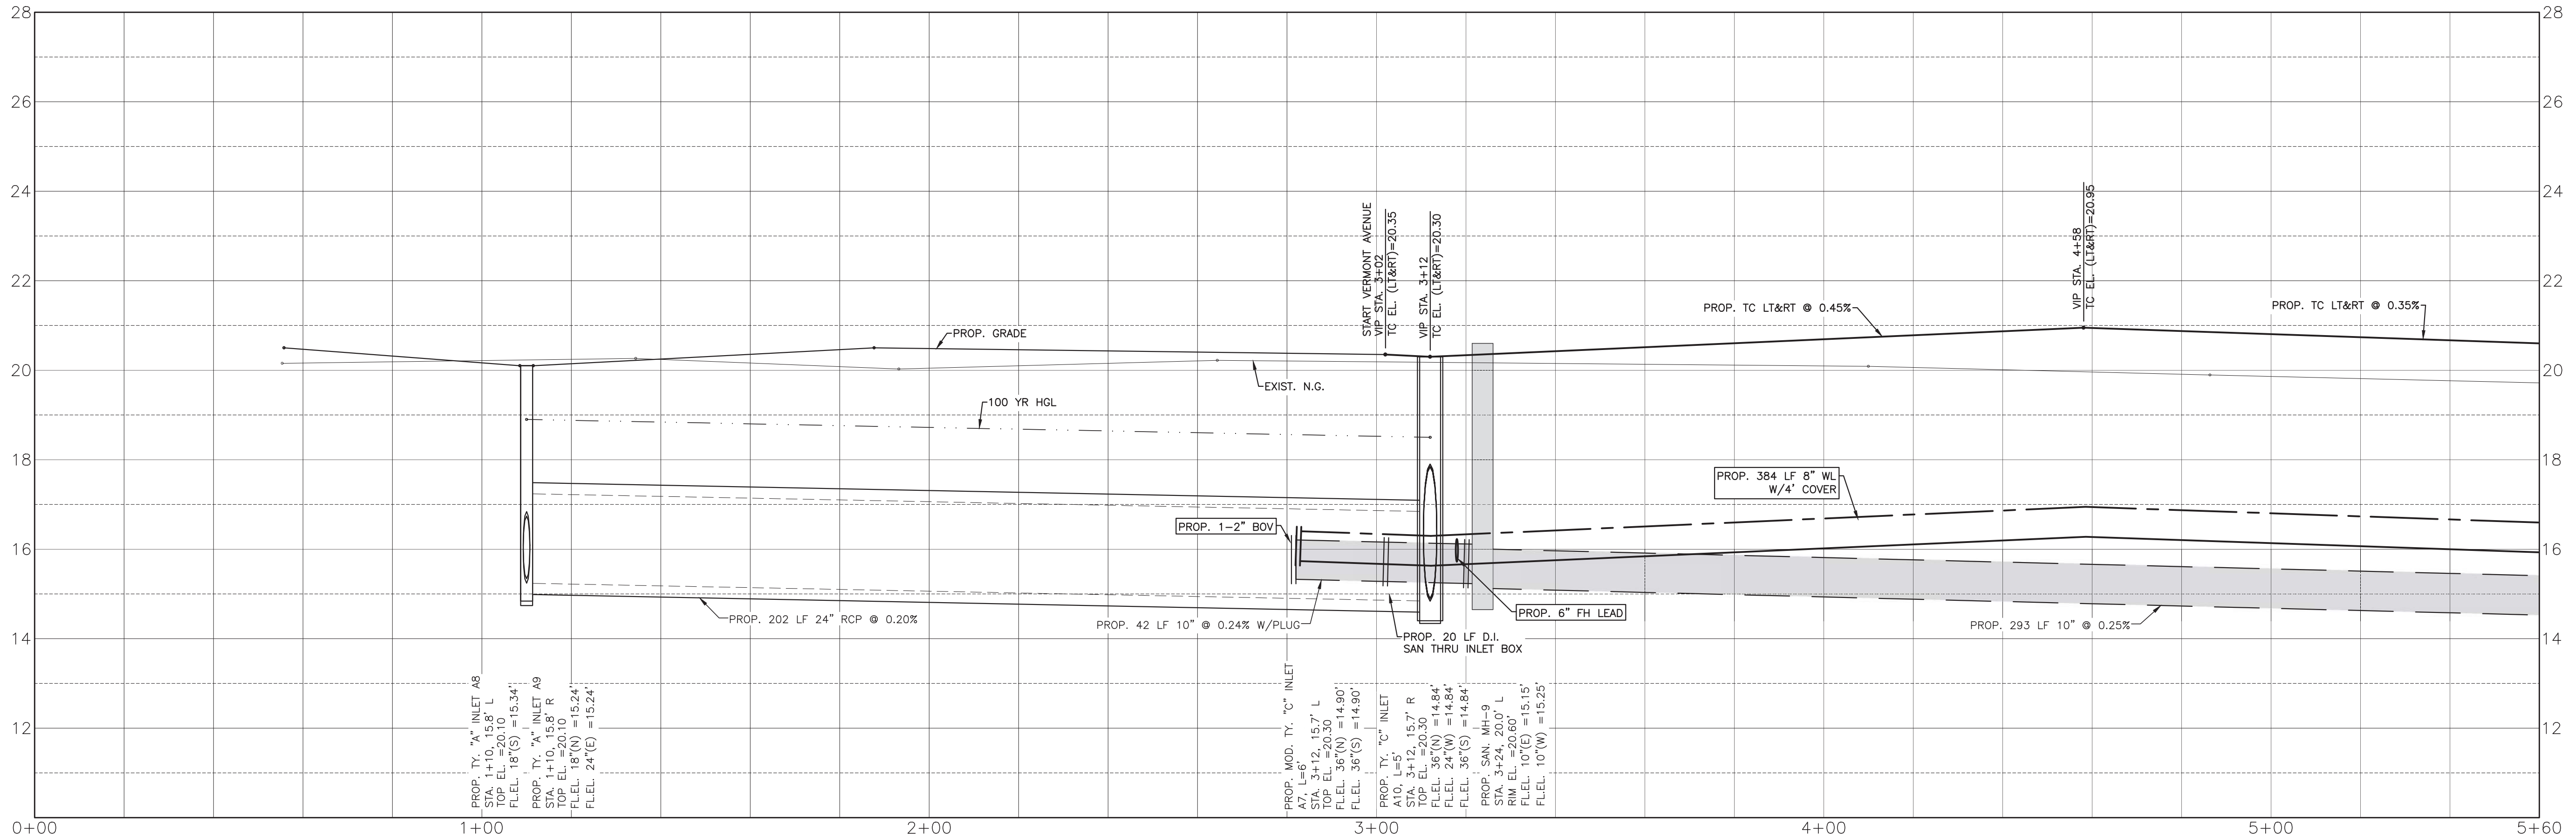 28
28
26
26
24
24
22
22
20
20
18
18
16
16
14
14
12
12
START VERMONT AVENUE
VIP STA. 3+02
TC EL. (LT&RT)=20.35
VIP STA. 3+12
TC EL. (LT&RT)=20.30
VIP STA. 4+58
TC EL. (LT&RT)=20.95
PROP. TC LT&RT @ 0.45%
PROP. TC LT&RT @ 0.35%
PROP. GRADE
EXIST. N.G.
100 YR HGL
PROP. 384 LF 8" WL
W/4' COVER
PROP. 1-2" BOV
PROP. 6" FH LEAD
PROP. 202 LF 24" RCP @ 0.20%
PROP. 42 LF 10" @ 0.24% W/PLUG
PROP. 293 LF 10" @ 0.25%
PROP. 20 LF D.I.
SAN THRU INLET BOX
PROP. TY. "A" INLET A8
STA. 1+10, 15.8' L
TOP EL. =20.10
FL.EL. 18"(S) =15.34'
PROP. TY. "A" INLET A9
STA. 1+10, 15.8' R
TOP EL. =20.10
FL.EL. 18"(N) =15.24'
FL.EL. 24"(E) =15.24'
PROP. MOD. TY. "C" INLET
A7, L=6'
STA. 3+12, 15.7' L
TOP EL. =20.30
FL.EL. 36"(N) =14.90'
FL.EL. 36"(S) =14.90'
PROP. TY. "C" INLET
A10, L=5'
STA. 3+12, 15.7' R
TOP EL. =20.30
FL.EL. 36"(N) =14.84'
FL.EL. 24"(W) =14.84'
FL.EL. 36"(S) =14.84'
PROP. SAN. MH-9
STA. 3+24, 20.0' L
RIM EL. =20.60'
FL.EL. 10"(E) =15.15'
FL.EL. 10"(W) =15.25'
0+00
1+00
2+00
3+00
4+00
5+00
5+60